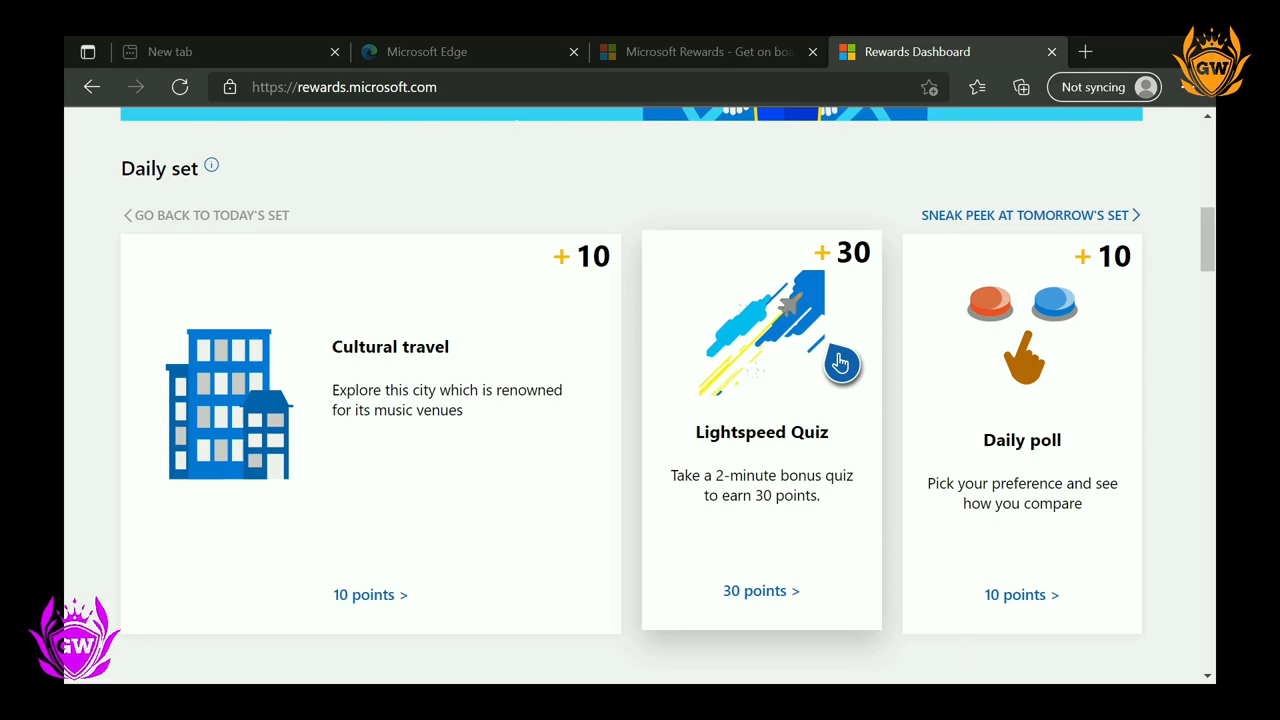 New tab
Microsoft Edge
Microsoft Rewards - Get on boa
Rewards Dashboard
https://rewards.microsoft.com
Not syncing
GW
Daily set
GO BACK TO TODAY'S SET
SNEAK PEEK AT TOMORROW'S SET
+ 10
Cultural travel
Explore this city which is renowned
for its music venues
10 points >
+ 30
Lightspeed Quiz
Take a 2-minute bonus quiz
to earn 30 points.
30 points >
+ 10
Daily poll
Pick your preference and see
how you compare
10 points >
GW